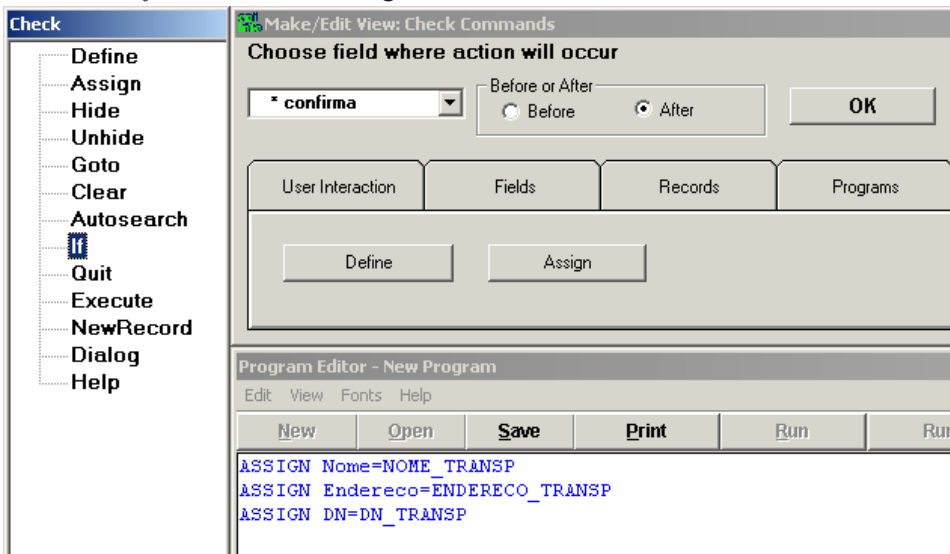 Check
Define
Assign
Hide
Unhide
Goto
Clear
Autosearch
If
Quit
Execute
NewRecord
Dialog
Help
Make/Edit View: Check Commands
Choose field where action will occur
* confirma
Before or After
Before
After
OK
User Interaction
Fields
Records
Programs
Define
Assign
Program Editor - New Program
Edit View Fonts Help
New Open Save Print Run
ASSIGN Nome=NOME_TRANSP
ASSIGN Endereco=ENDERECO_TRANSP
ASSIGN DN=DN_TRANSP